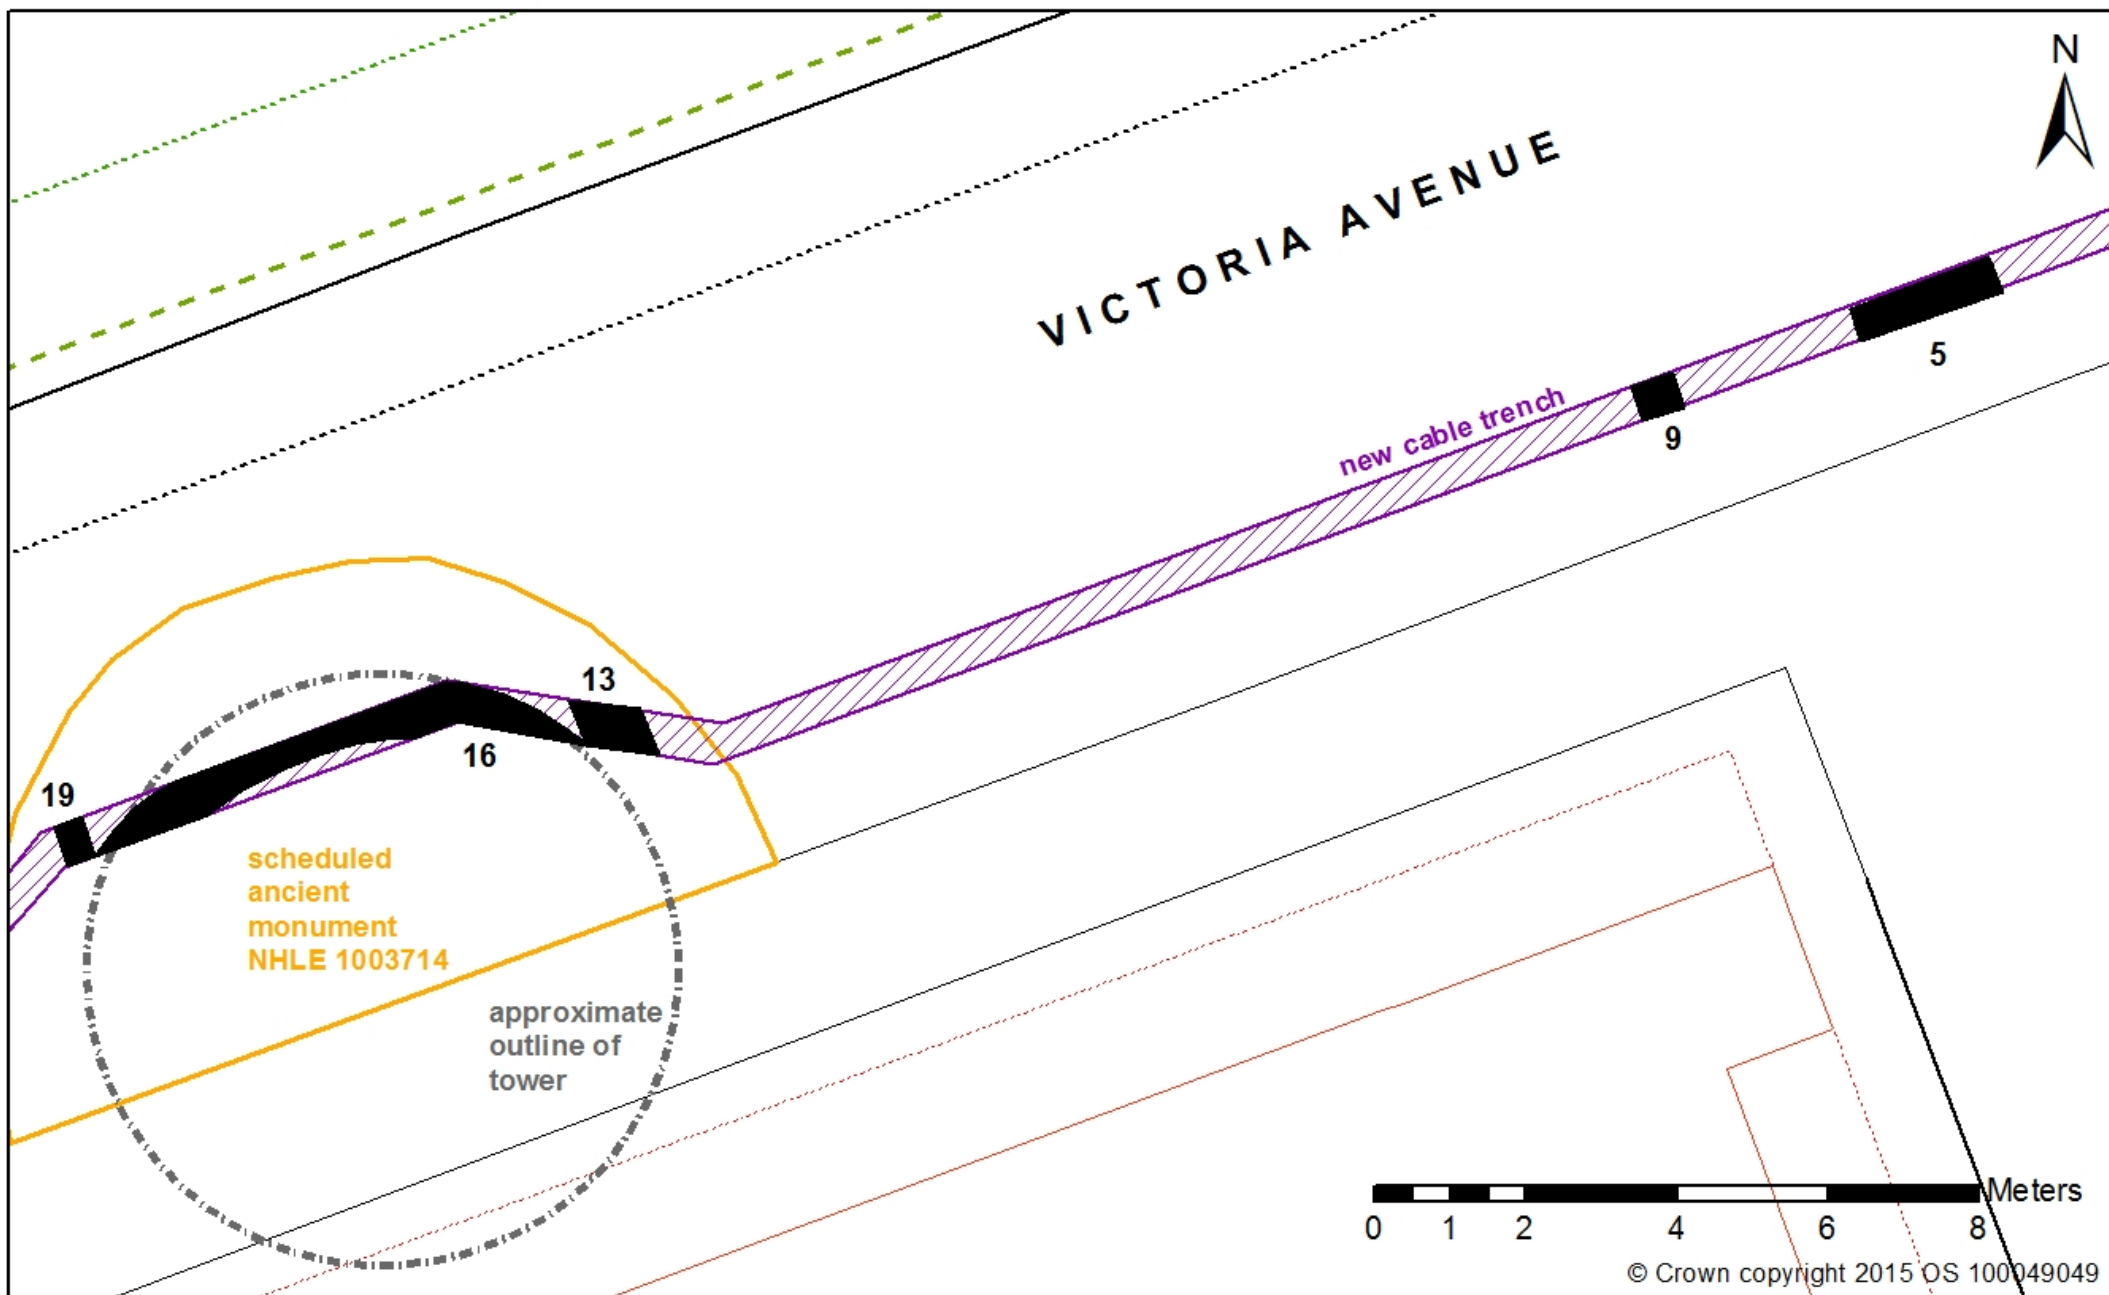 N
VICTORIA AVENUE
5
new cable trench
9
13
16
19
scheduled
ancient
monument
NHLE 1003714
approximate
outline of
tower
Meters
0 1 2 4 6 8
© Crown copyright 2015 OS 100049049